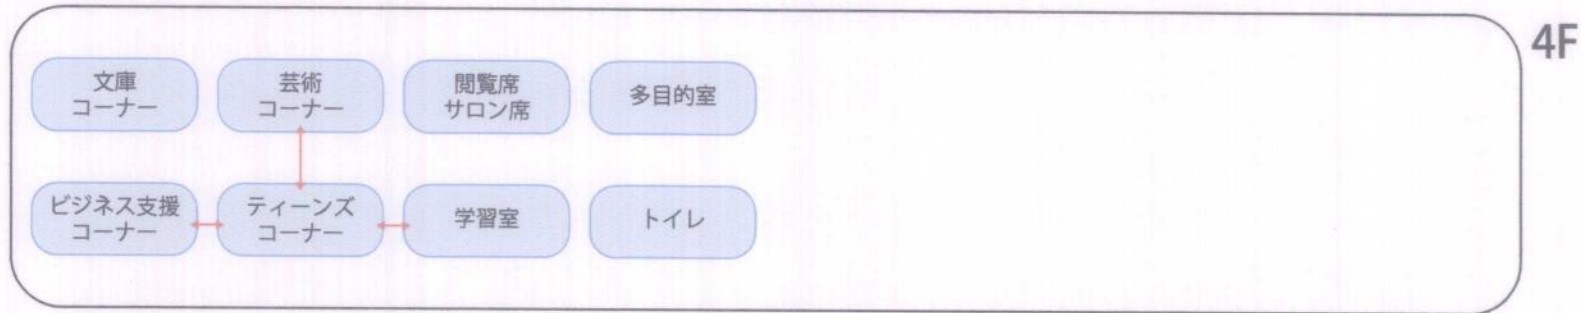 4F
文庫
コーナー
芸術
コーナー
閲覧席
サロン席
多目的室
ビジネス支援
コーナー
ティーンズ
コーナー
学習室
トイレ